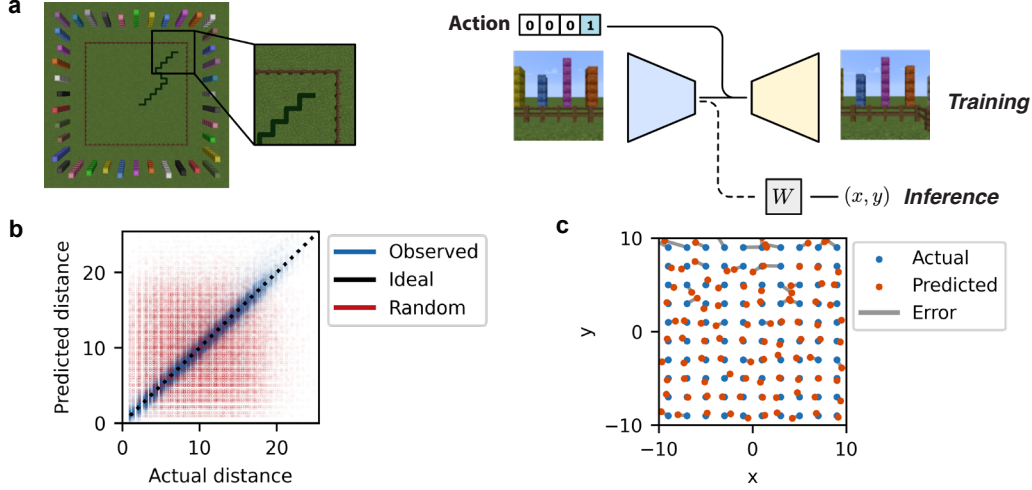 a
Action 0 0 0 1
Training
W (x, y) Inference
b
Predicted distance
20
10
0
0 10 20
Actual distance
Observed
Ideal
Random
c
y
10
0
−10
−10 0 10
x
Actual
Predicted
Error